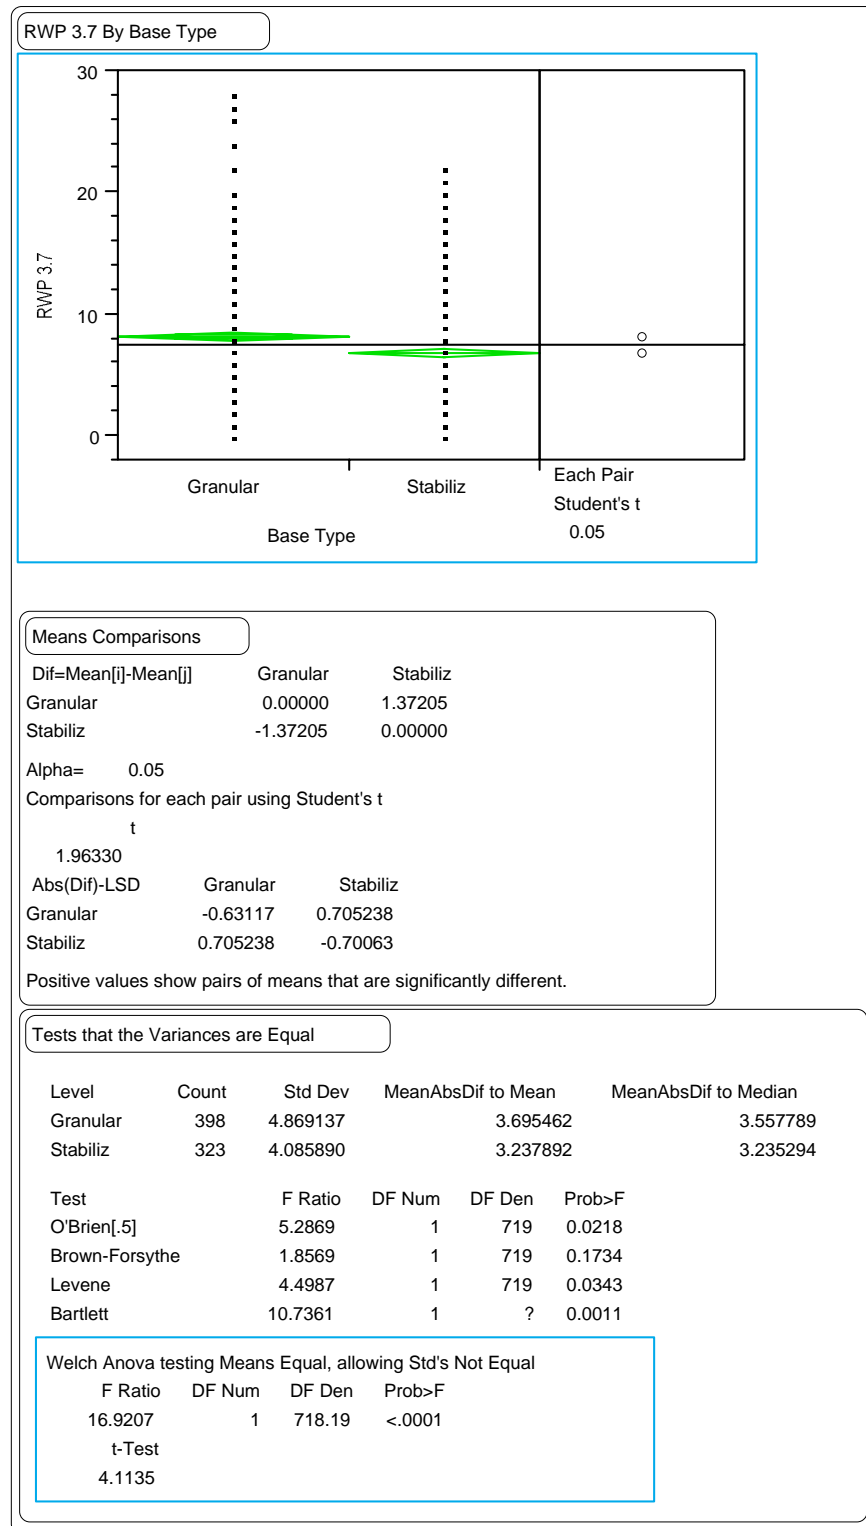 RWP 3.7 By Base Type
30
20
10
0
RWP 3.7
Granular Stabiliz
Base Type
Each Pair
Student's t
0.05
Means Comparisons
Dif=Mean[i]-Mean[j] Granular Stabiliz
Granular 0.00000 1.37205
Stabiliz -1.37205 0.00000
Alpha= 0.05
Comparisons for each pair using Student's t
t
1.96330
Abs(Dif)-LSD Granular Stabiliz
Granular -0.63117 0.705238
Stabiliz 0.705238 -0.70063
Positive values show pairs of means that are significantly different.
Tests that the Variances are Equal
Level Count Std Dev MeanAbsDif to Mean MeanAbsDif to Median
Granular 398 4.869137 3.695462 3.557789
Stabiliz 323 4.085890 3.237892 3.235294
Test F Ratio DF Num DF Den Prob>F
O'Brien[.5] 5.2869 1 719 0.0218
Brown-Forsythe 1.8569 1 719 0.1734
Levene 4.4987 1 719 0.0343
Bartlett 10.7361 1 ? 0.0011
Welch Anova testing Means Equal, allowing Std's Not Equal
F Ratio DF Num DF Den Prob>F
16.9207 1 718.19 <.0001
t-Test
4.1135